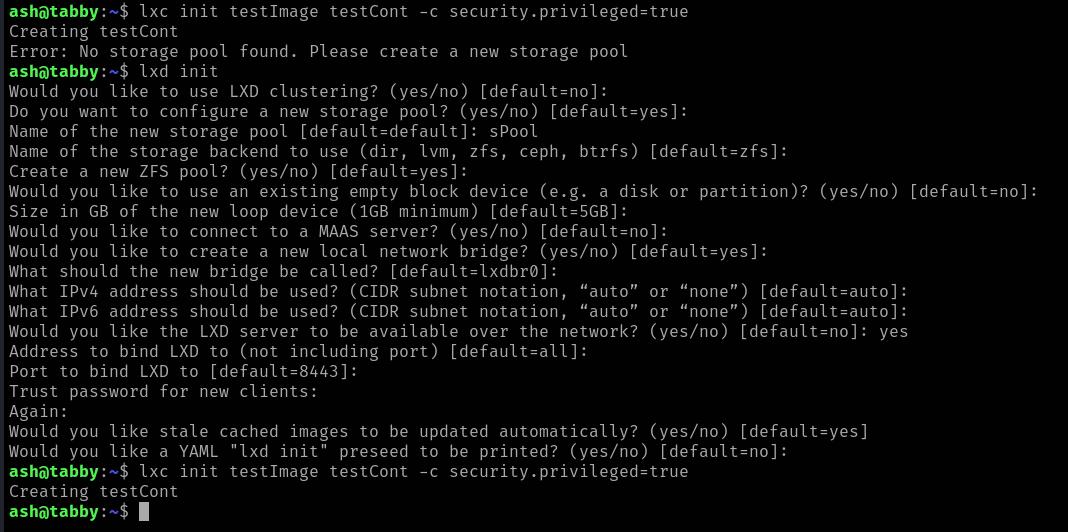 ash@tabby:~$ lxc init testImage testCont -c security.privileged=true
Creating testCont
Error: No storage pool found. Please create a new storage pool
ash@tabby:~$ lxd init
Would you like to use LXD clustering? (yes/no) [default=no]:
Do you want to configure a new storage pool? (yes/no) [default=yes]:
Name of the new storage pool [default=default]: sPool
Name of the storage backend to use (dir, lvm, zfs, ceph, btrfs) [default=zfs]:
Create a new ZFS pool? (yes/no) [default=yes]:
Would you like to use an existing empty block device (e.g. a disk or partition)? (yes/no) [default=no]:
Size in GB of the new loop device (1GB minimum) [default=5GB]:
Would you like to connect to a MAAS server? (yes/no) [default=no]:
Would you like to create a new local network bridge? (yes/no) [default=yes]:
What should the new bridge be called? [default=lxdbr0]:
What IPv4 address should be used? (CIDR subnet notation, “auto” or “none”) [default=auto]:
What IPv6 address should be used? (CIDR subnet notation, “auto” or “none”) [default=auto]:
Would you like the LXD server to be available over the network? (yes/no) [default=no]: yes
Address to bind LXD to (not including port) [default=all]:
Port to bind LXD to [default=8443]:
Trust password for new clients:
Again:
Would you like stale cached images to be updated automatically? (yes/no) [default=yes]
Would you like a YAML "lxd init" preseed to be printed? (yes/no) [default=no]:
ash@tabby:~$ lxc init testImage testCont -c security.privileged=true
Creating testCont
ash@tabby:~$